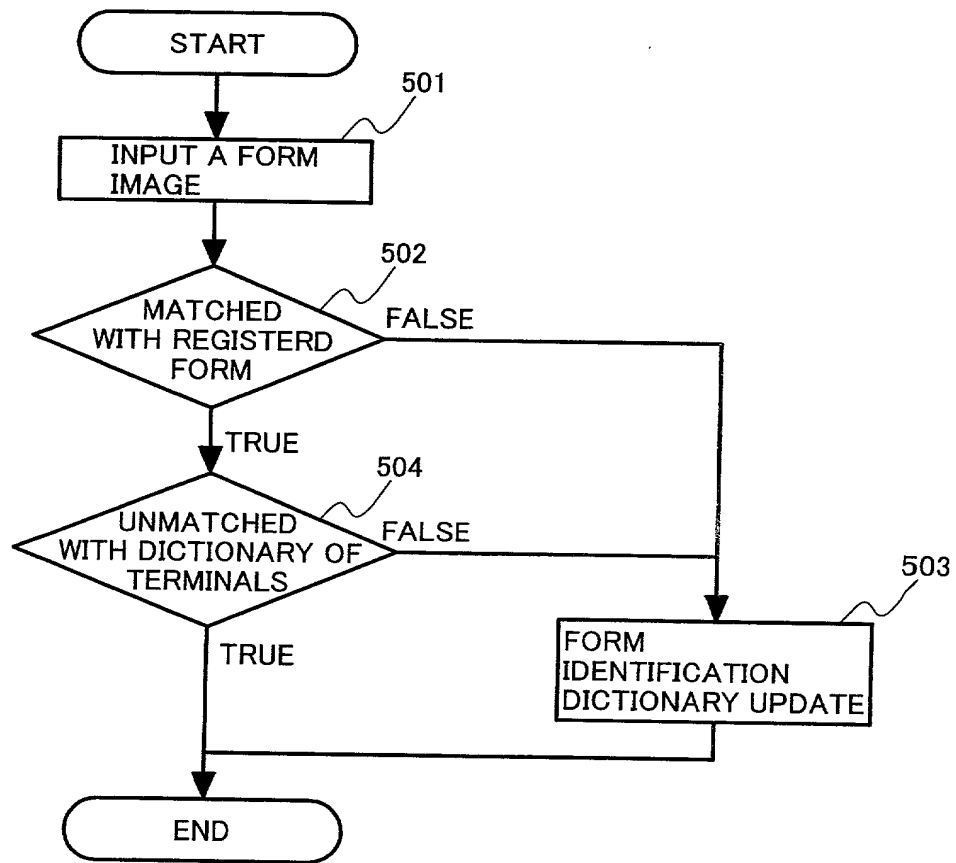 START
501
INPUT A FORM
IMAGE
502
MATCHED
WITH REGISTERD
FORM
FALSE
TRUE
504
UNMATCHED
WITH DICTIONARY OF
TERMINALS
FALSE
TRUE
503
FORM
IDENTIFICATION
DICTIONARY UPDATE
END